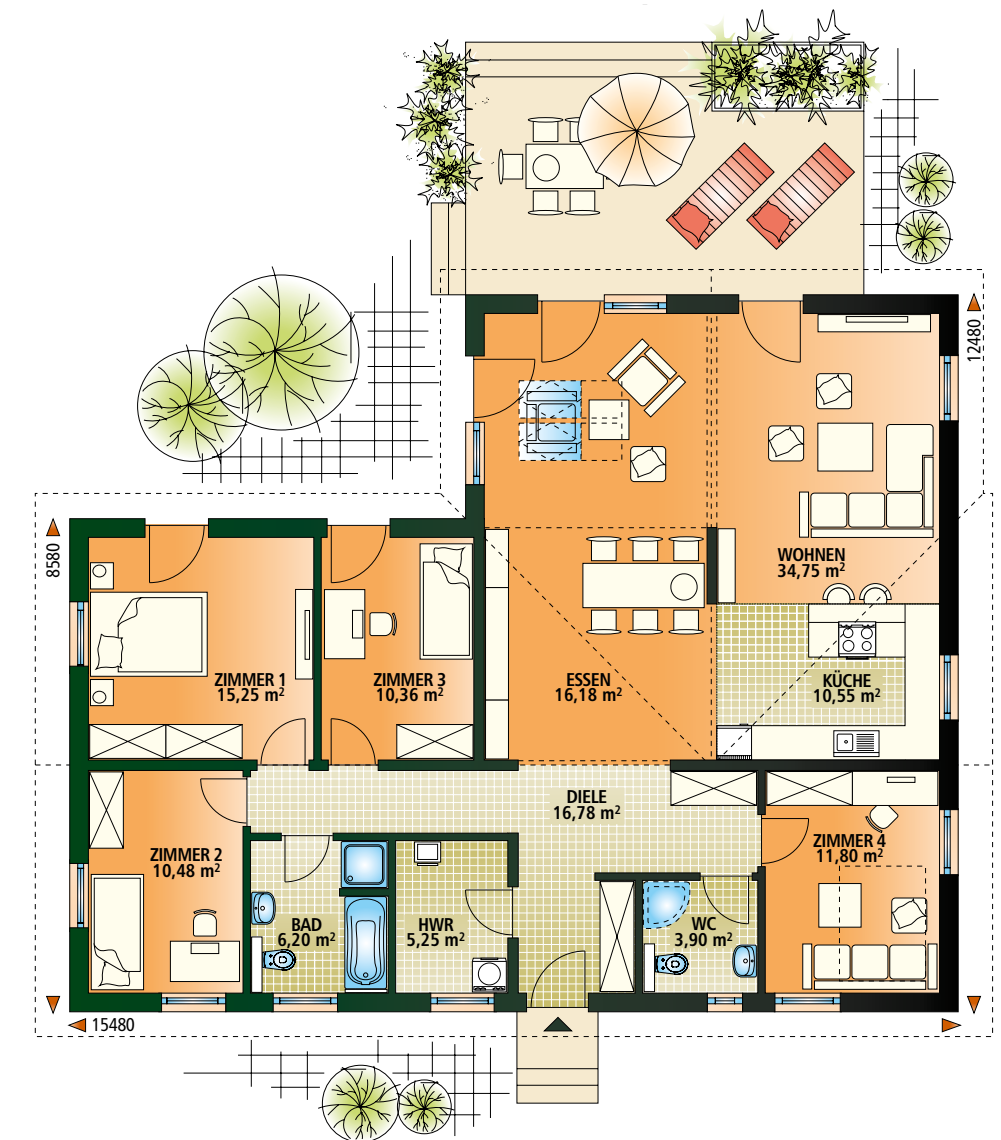 12480
8580
WOHNEN
34,75 m²
ZIMMER 1
15,25 m²
ZIMMER 3
10,36 m²
ESSEN
16,18 m²
KÜCHE
10,55 m²
DIELE
16,78 m²
ZIMMER 2
10,48 m²
ZIMMER 4
11,80 m²
BAD
6,20 m²
HWR
5,25 m²
WC
3,90 m²
15480